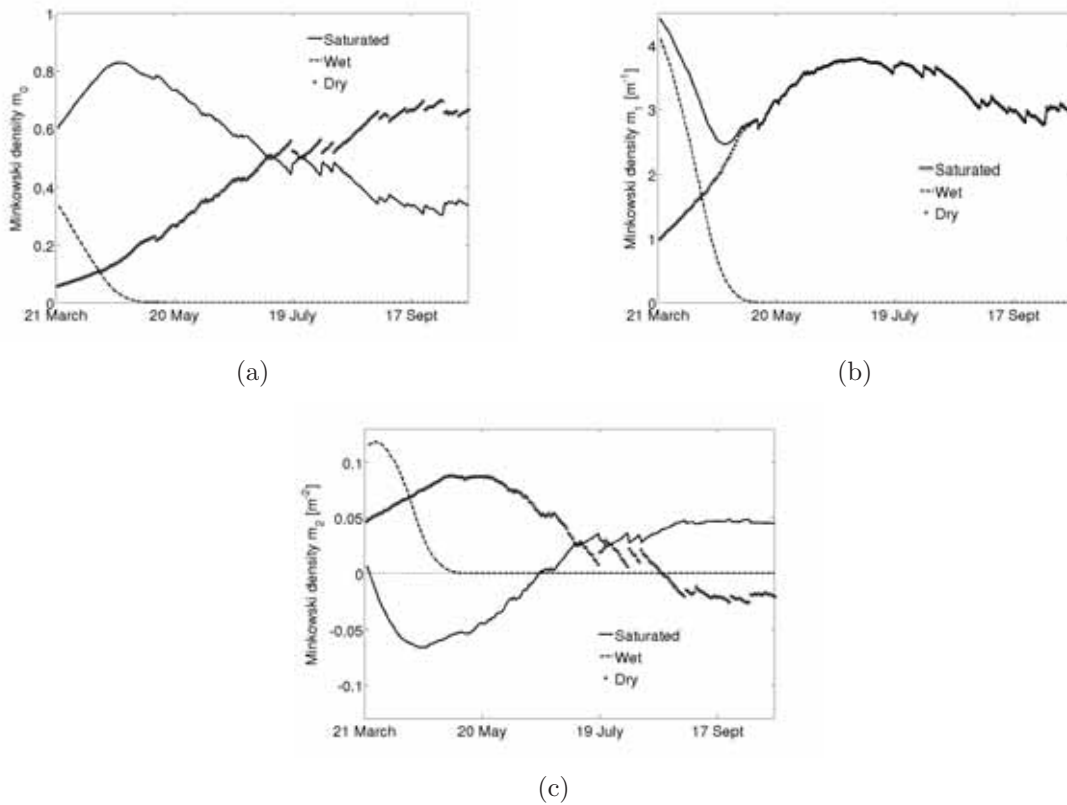 1
0.8
0.6
0.4
0.2
0
Minkowski density m0
Saturated
Wet
Dry
21 March 20 May 19 July 17 Sept
(a)
4
3
2
1
0
Minkowski density m1 [m-1]
Saturated
Wet
Dry
21 March 20 May 19 July 17 Sept
(b)
0.1
0.05
0
-0.05
-0.1
Minkowski density m2 [m-2]
Saturated
Wet
Dry
21 March 20 May 19 July 17 Sept
(c)